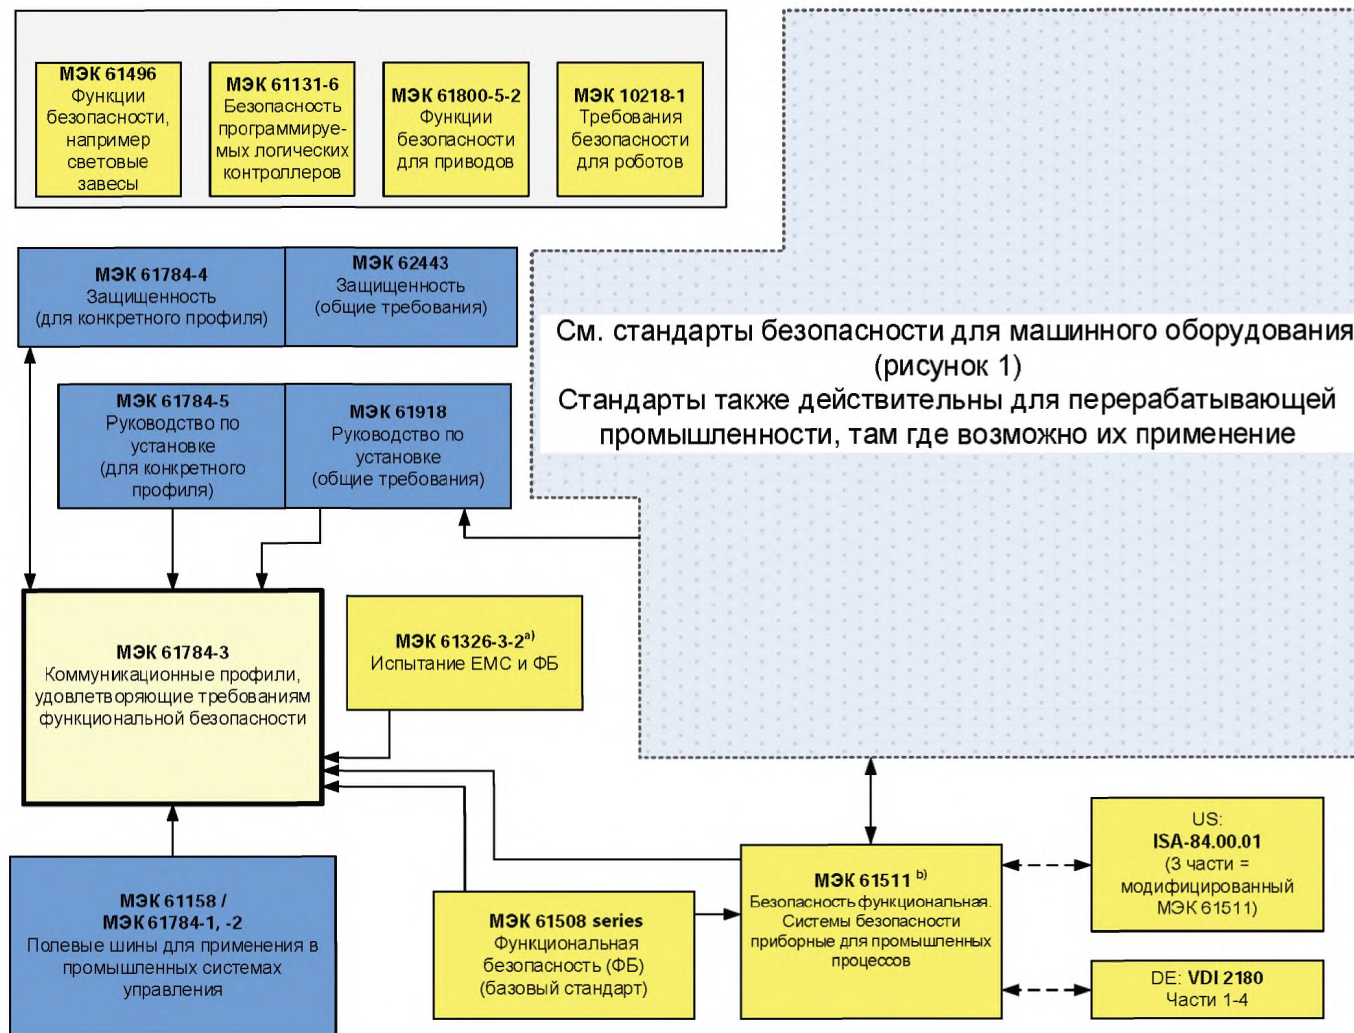 МЭК 61496
Функции
безопасности,
например
световые
завесы
МЭК 61131-6
Безопасность
программируе-
мых логических
контроллеров
МЭК 61800-5-2
Функции
безопасности
для приводов
МЭК 10218-1
Требования
безопасности
для роботов
МЭК 61784-4
Защищенность
(для конкретного профиля)
МЭК 62443
Защищенность
(общие требования)
См. стандарты безопасности для машинного оборудования
(рисунок 1)
Стандарты также действительны для перерабатывающей
промышленности, там где возможно их применение
МЭК 61784-5
Руководство по
установке
(для конкретного
профиля)
МЭК 61918
Руководство по
установке
(общие требования)
МЭК 61784-3
Коммуникационные профили,
удовлетворяющие требованиям
функциональной безопасности
МЭК 61326-3-2a)
Испытание ЕМС и ФБ
МЭК 61158 /
МЭК 61784-1, -2
Полевые шины для применения в
промышленных системах
управления
МЭК 61508 series
Функциональная
безопасность (ФБ)
(базовый стандарт)
МЭК 61511 b)
Безопасность функциональная.
Системы безопасности
приборные для промышленных
процессов
US:
ISA-84.00.01
(3 части =
модифицированный
МЭК 61511)
DE: VDI 2180
Части 1-4